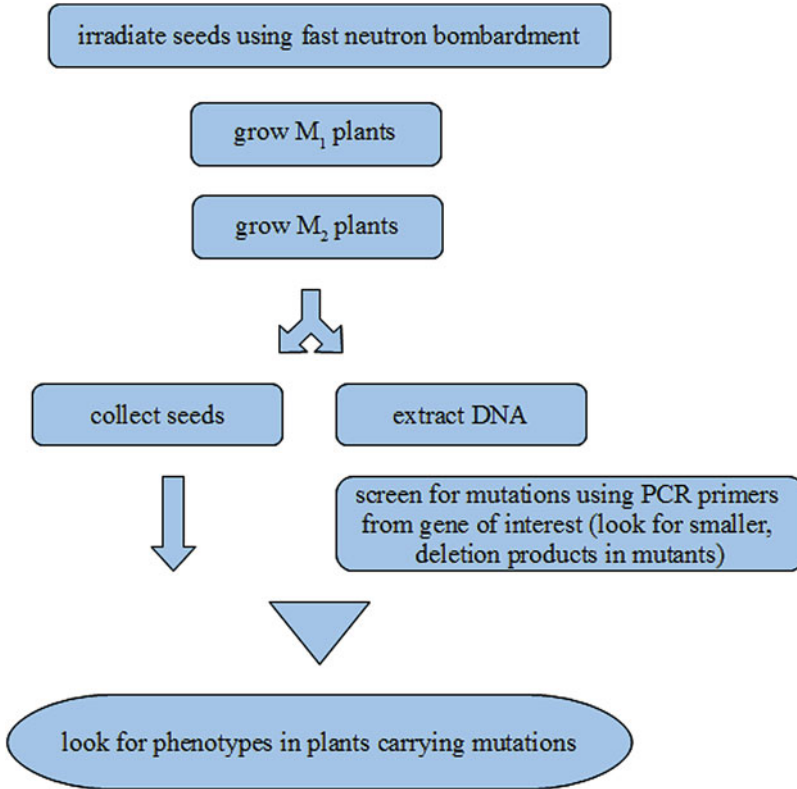 irradiate seeds using fast neutron bombardment
grow M₁ plants
grow M₂ plants
collect seeds
extract DNA
screen for mutations using PCR primers
from gene of interest (look for smaller,
deletion products in mutants)
look for phenotypes in plants carrying mutations